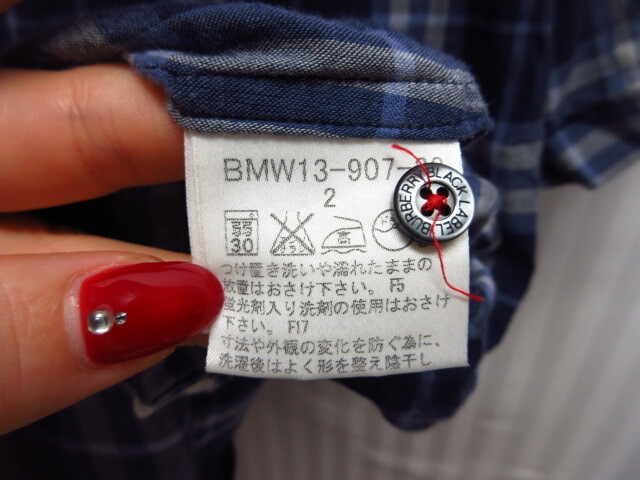 BMW13-907-
2
弱
30
つけ置き洗いや濡れたままの
放置はおさけ下さい。F5
蛍光剤入り洗剤の使用はおさけ
下さい。F17
寸法や外観の変化を防ぐ為に、
洗濯後はよく形を整え陰干し
BURBERRY BLACK LABEL